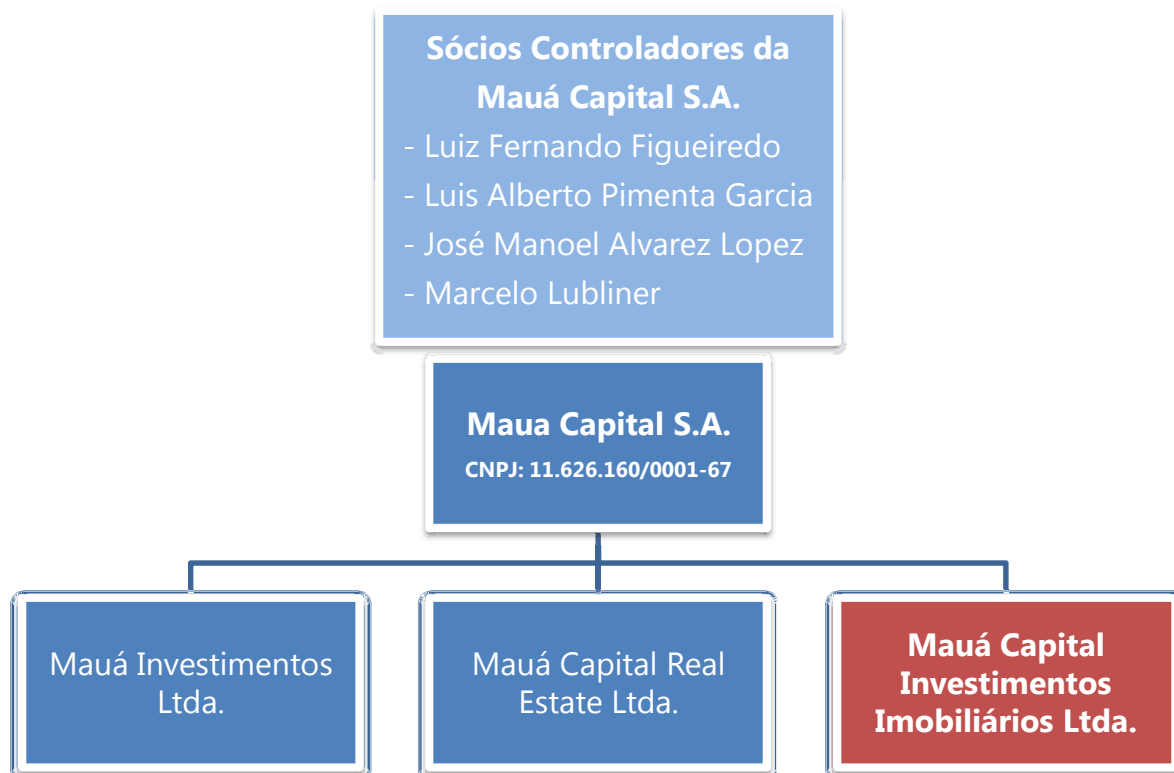 Sócios Controladores da
Mauá Capital S.A.
- Luiz Fernando Figueiredo
- Luis Alberto Pimenta Garcia
- José Manoel Alvarez Lopez
- Marcelo Lubliner
Maua Capital S.A.
CNPJ: 11.626.160/0001-67
Mauá Investimentos
Ltda.
Mauá Capital Real
Estate Ltda.
Mauá Capital
Investimentos
Imobiliários Ltda.